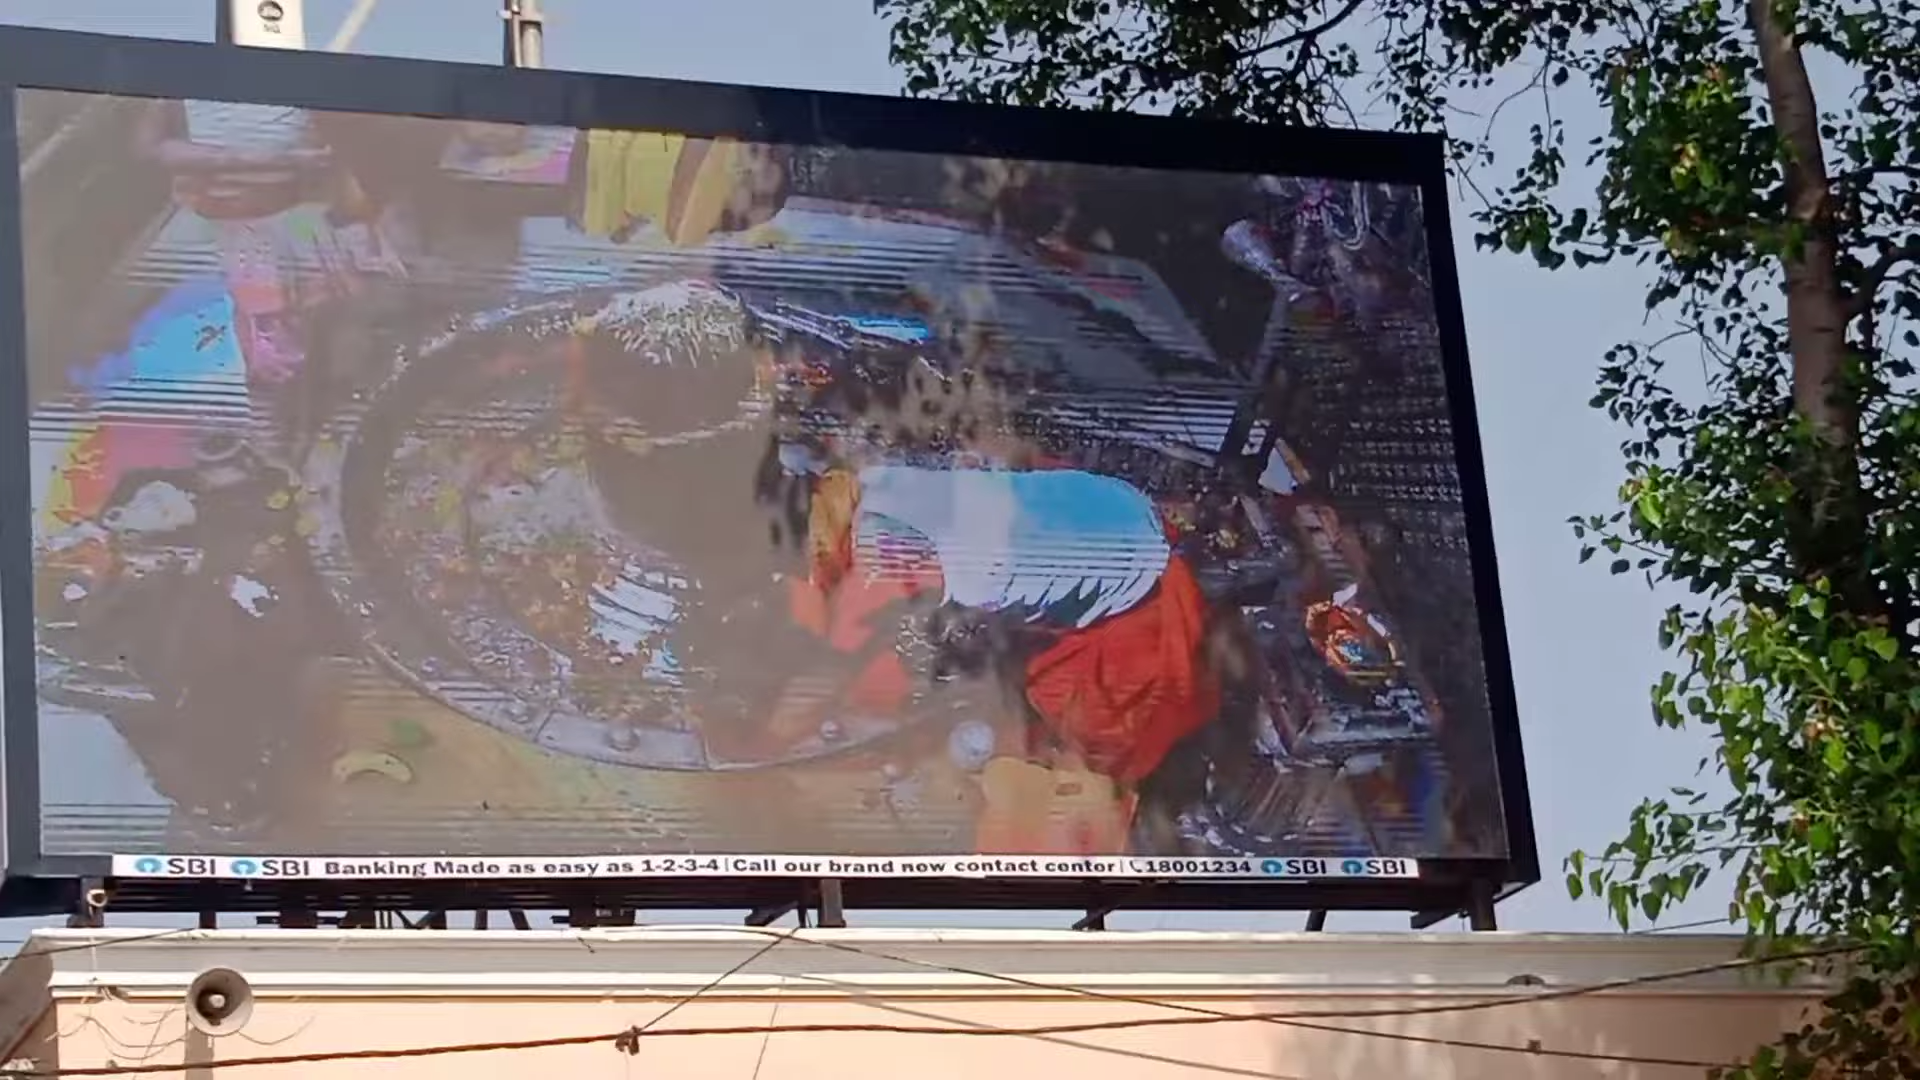 SBI SBI Banking Made as easy as 1-2-3-4|Call our brand new contact center|18001234 SBI SBI